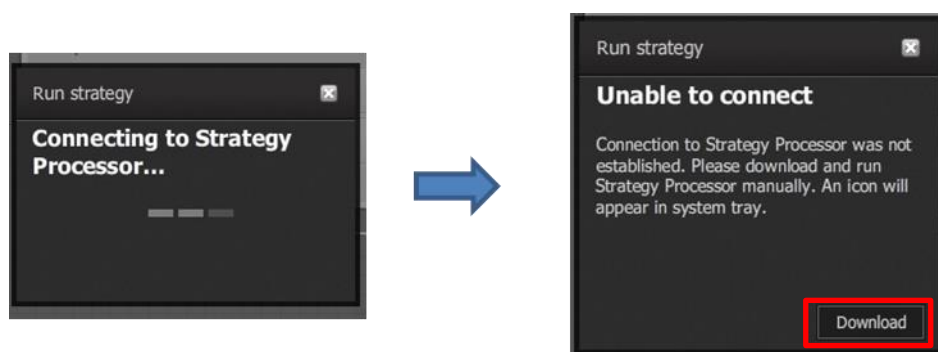 Run strategy
Connecting to Strategy
Processor...
Run strategy
Unable to connect
Connection to Strategy Processor was not
established. Please download and run
Strategy Processor manually. An icon will
appear in system tray.
Download